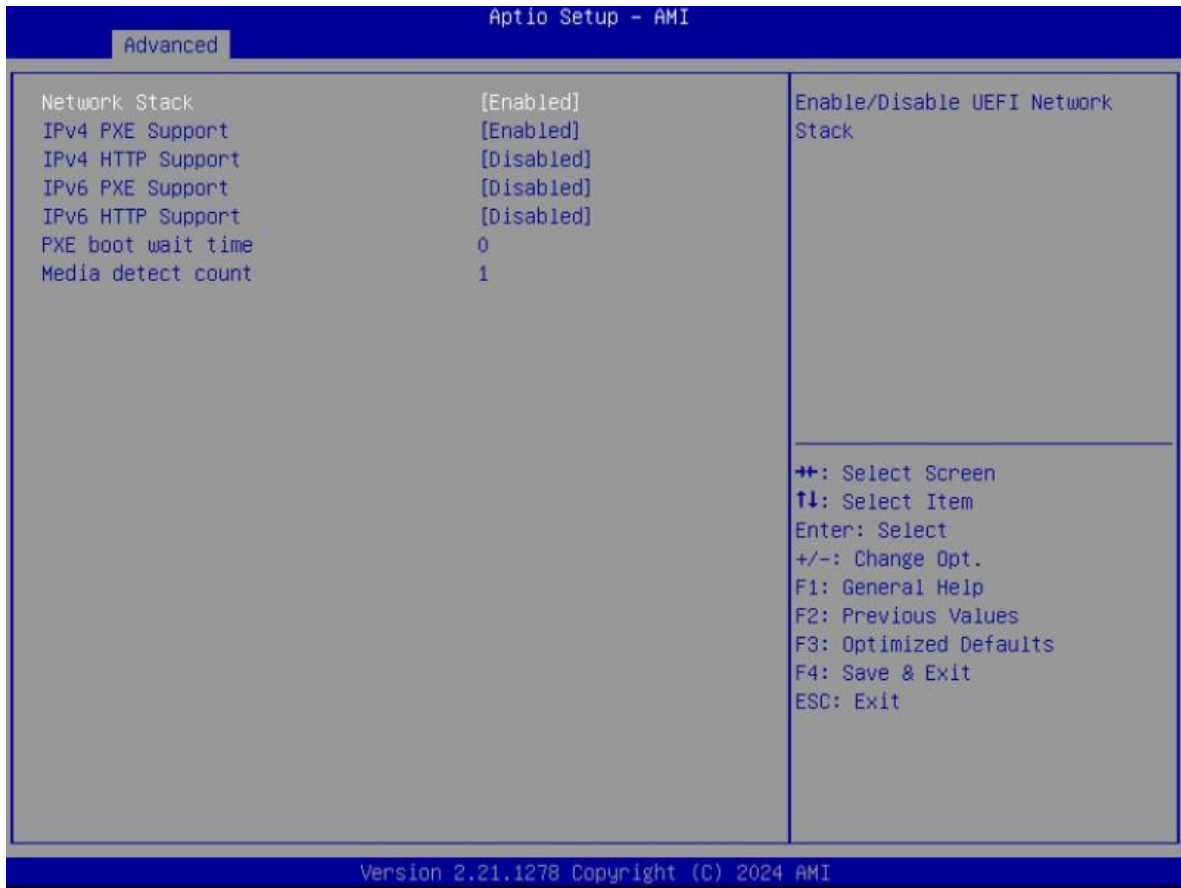 Aptio Setup – AMI
Advanced
Network Stack [Enabled]
IPv4 PXE Support [Enabled]
IPv4 HTTP Support [Disabled]
IPv6 PXE Support [Disabled]
IPv6 HTTP Support [Disabled]
PXE boot wait time 0
Media detect count 1
Enable/Disable UEFI Network
Stack
→←: Select Screen
↑↓: Select Item
Enter: Select
+/-: Change Opt.
F1: General Help
F2: Previous Values
F3: Optimized Defaults
F4: Save & Exit
ESC: Exit
Version 2.21.1278 Copyright (C) 2024 AMI